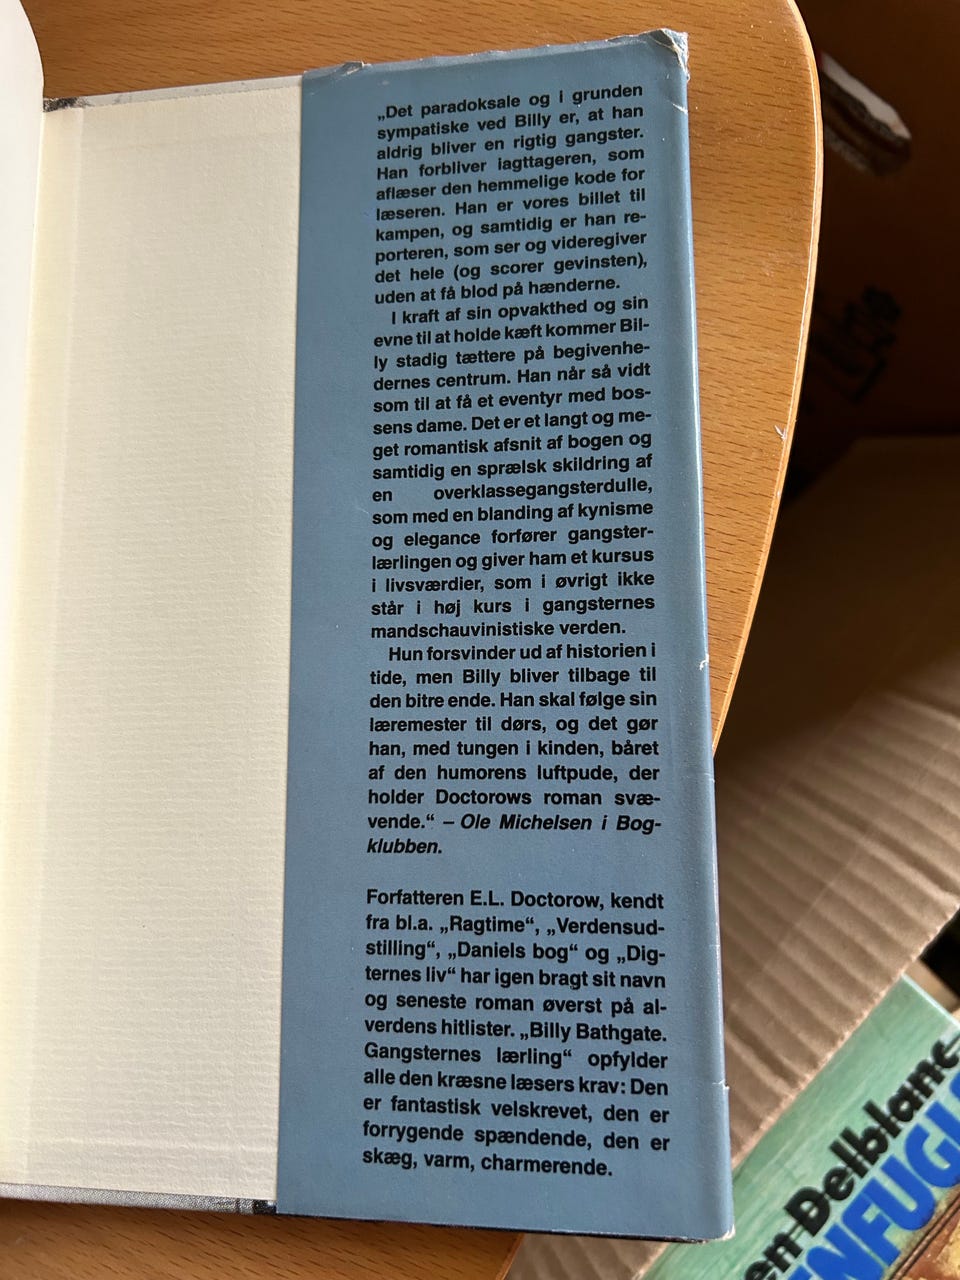 „Det paradoksale og i grunden
sympatiske ved Billy er, at han
aldrig bliver en rigtig gangster.
Han forbliver iagttageren, som
aflæser den hemmelige kode for
læseren. Han er vores billet til
kampen, og samtidig er han re-
porteren, som ser og videregiver
det hele (og scorer gevinsten),
uden at få blod på hænderne.
I kraft af sin opvakthed og sin
evne til at holde kæft kommer Bil-
ly stadig tættere på begivenhe-
dernes centrum. Han når så vidt
som til at få et eventyr med bos-
sens dame. Det er et langt og me-
get romantisk afsnit af bogen og
samtidig en sprælsk skildring af
en overklassegangsterdulle,
som med en blanding af kynisme
og elegance forfører gangster-
lærlingen og giver ham et kursus
i livsværdier, som i øvrigt ikke
står i høj kurs i gangsternes
mandschauvinistiske verden.
Hun forsvinder ud af historien i
tide, men Billy bliver tilbage til
den bitre ende. Han skal følge sin
læremester til dørs, og det gør
han, med tungen i kinden, båret
af den humorens luftpude, der
holder Doctorows roman svæ-
vende.“ – Ole Michelsen i Bog-
klubben.
Forfatteren E.L. Doctorow, kendt
fra bl.a. „Ragtime“, „Verdensud-
stilling“, „Daniels bog“ og „Dig-
ternes liv“ har igen bragt sit navn
og seneste roman øverst på al-
verdens hitlister. „Billy Bathgate.
Gangsternes lærling“ opfylder
alle den kræsne læsers krav: Den
er fantastisk velskrevet, den er
forrygende spændende, den er
skæg, varm, charmerende.
en Delblanc
NFUGL